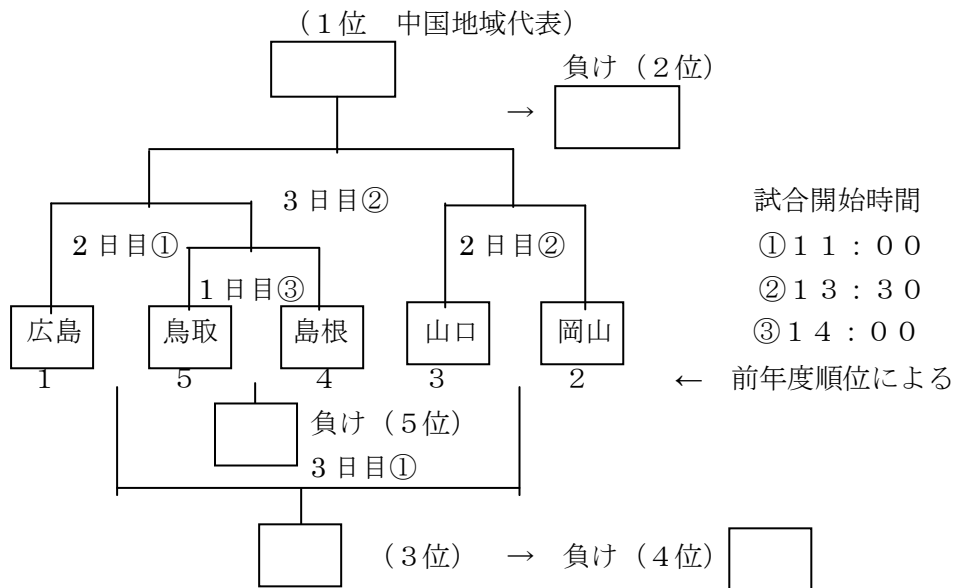 （１位　中国地域代表）
負け（２位）
→
３日目②
試合開始時間
２日目①
２日目②
①１１：００
１日目③
②１３：３０
広島 鳥取 島根 山口 岡山
③１４：００
１ ５ ４ ３ ２ ← 前年度順位による
負け（５位）
３日目①
（３位） → 負け（４位）